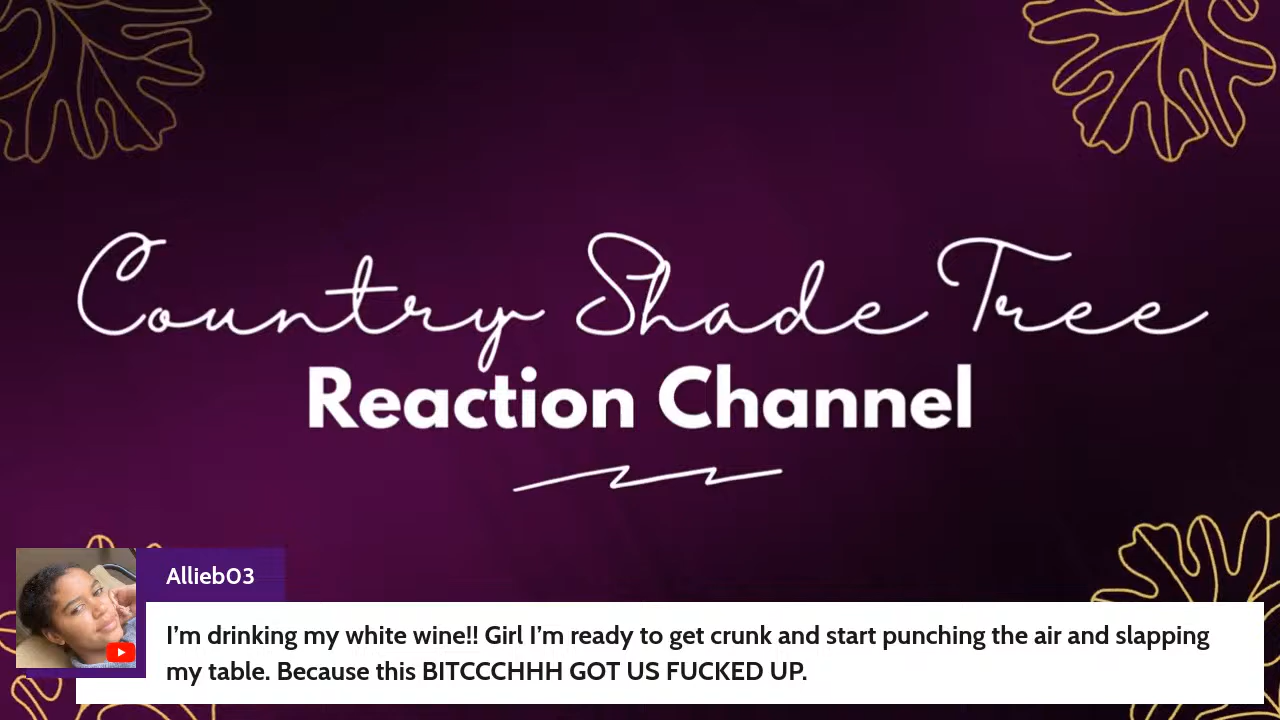 Country Shade Tree
Reaction Channel
Allieb03
I’m drinking my white wine!! Girl I’m ready to get crunk and start punching the air and slapping
my table. Because this BITCCCHHH GOT US FUCKED UP.